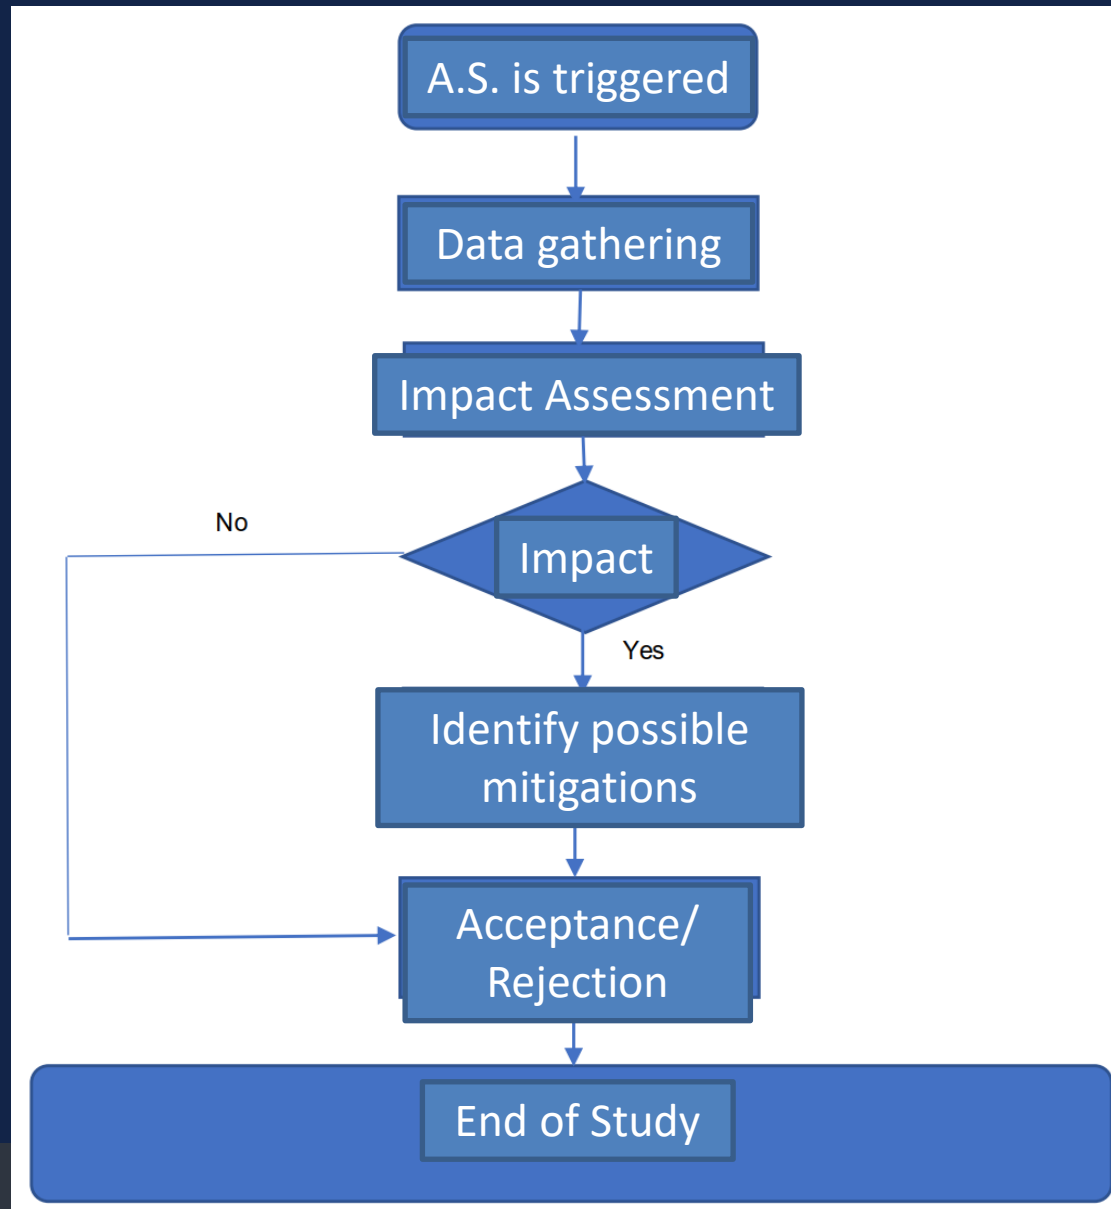 A.S. is triggered
Data gathering
Impact Assessment
No
Impact
Yes
Identify possible
mitigations
Acceptance/
Rejection
End of Study